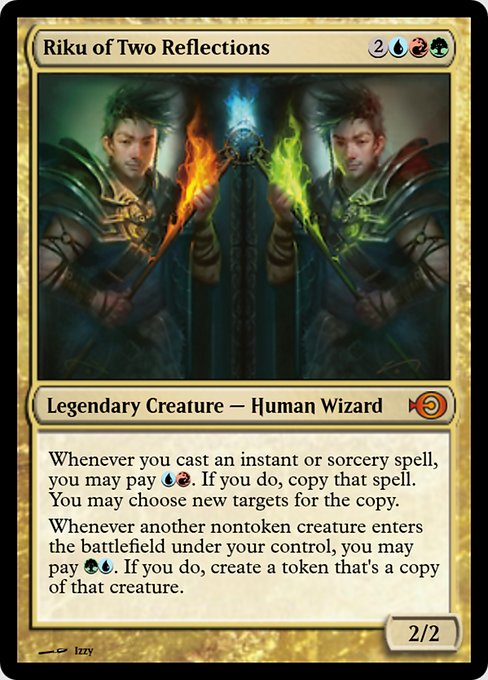 Riku of Two Reflections 2
Legendary Creature — Human Wizard
Whenever you cast an instant or sorcery spell,
you may pay . If you do, copy that spell.
You may choose new targets for the copy.
Whenever another nontoken creature enters
the battlefield under your control, you may
pay . If you do, create a token that's a copy
of that creature.
2/2
Izzy